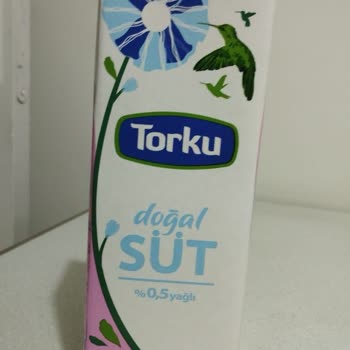 Torku
doğal
SÜT
%0,5 yağlı